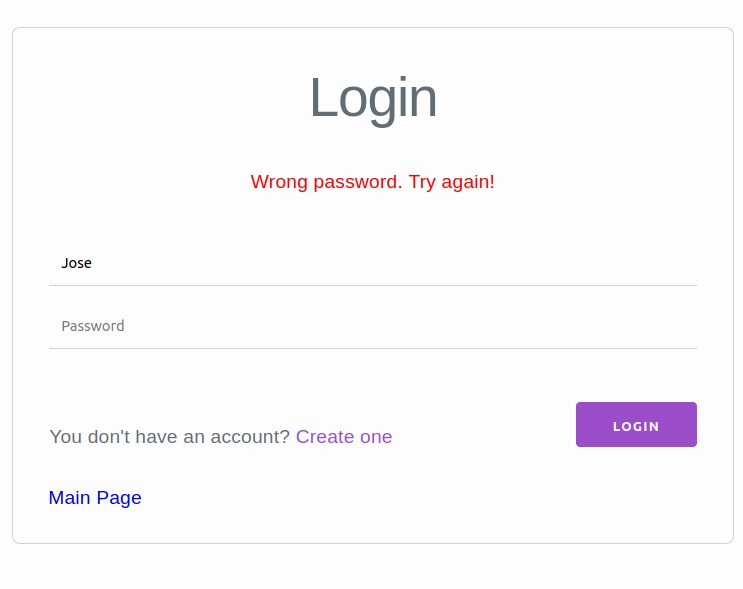 Login
Wrong password. Try again!
Jose
Password
You don't have an account? Create one
LOGIN
Main Page